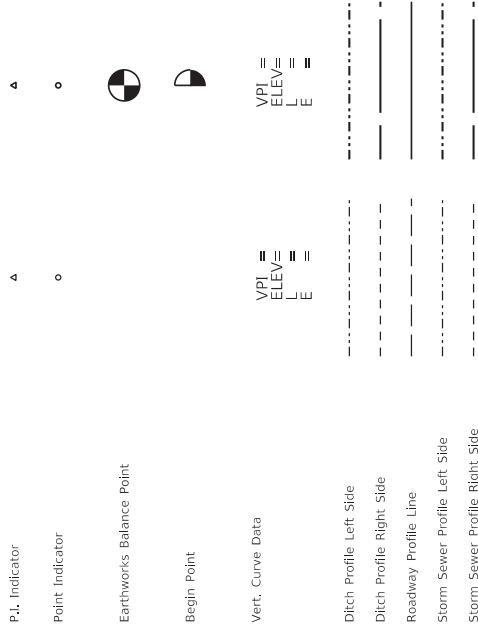 P.I. Indicator
Point Indicator
Earthworks Balance Point
Begin Point
Vert. Curve Data
VPI =
ELEV =
L =
E =
VPI =
ELEV =
L =
E =
Ditch Profile Left Side
Ditch Profile Right Side
Roadway Profile Line
Storm Sewer Profile Left Side
Storm Sewer Profile Right Side